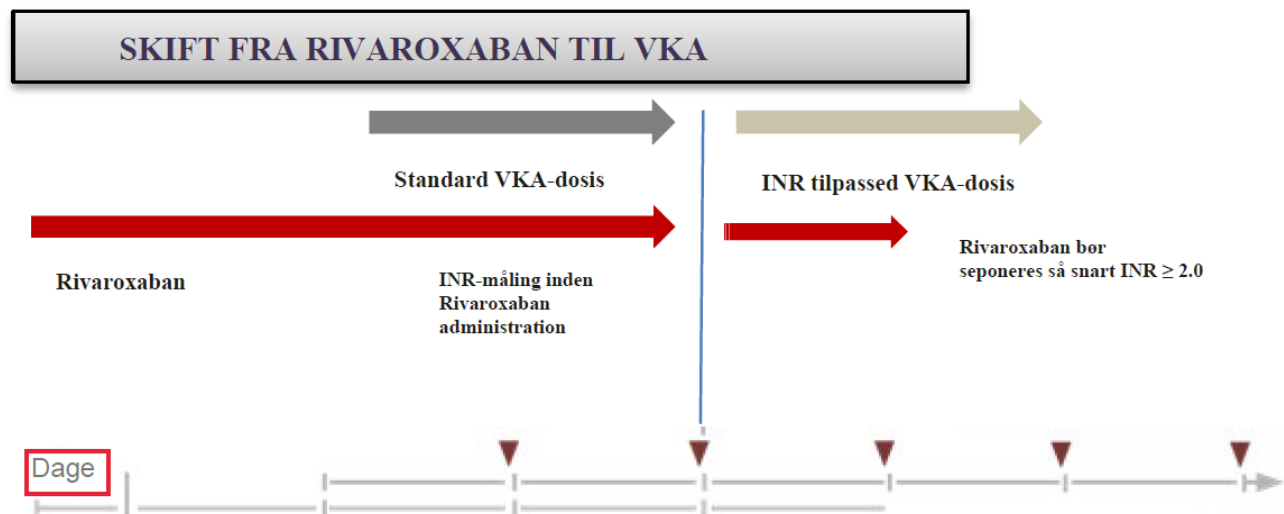 SKIFT FRA RIVAROXABAN TIL VKA
Standard VKA-dosis
INR tilpassed VKA-dosis
Rivaroxaban
INR-måling inden
Rivaroxaban
administration
Rivaroxaban bør
seponeres så snart INR ≥ 2.0
Dage